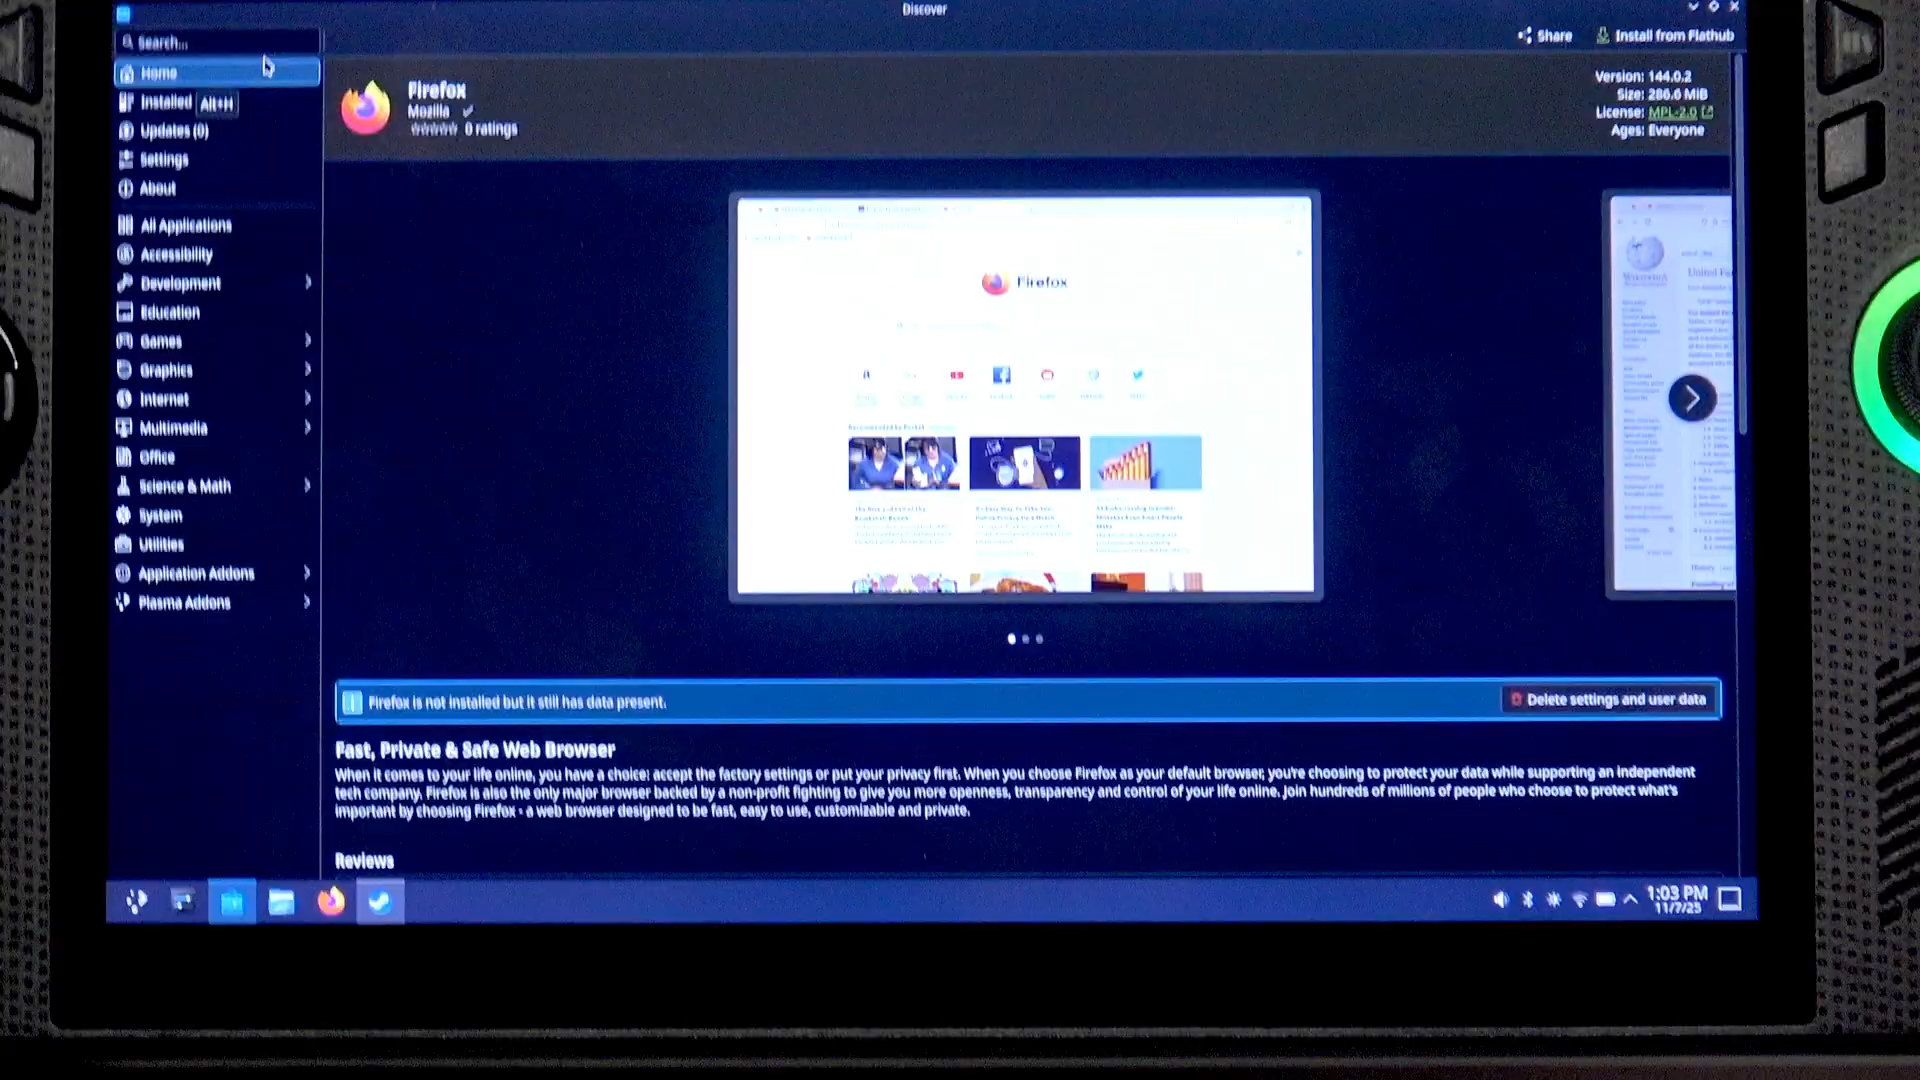 Discover
Search...
Share
Install from Flathub
Home
Installed
Alt+H
Updates (0)
Settings
About
All Applications
Accessibility
Development
Education
Games
Graphics
Internet
Multimedia
Office
Science & Math
System
Utilities
Application Addons
Plasma Addons
Firefox
Mozilla
0 ratings
Version: 144.0.2
Size: 286.6 MiB
License: MPL-2.0
Ages: Everyone
Firefox
Firefox is not installed but it still has data present.
Delete settings and user data
Fast, Private & Safe Web Browser
When it comes to your life online, you have a choice: accept the factory settings or put your privacy first. When you choose Firefox as your default browser, you're choosing to protect your data while supporting an independent
tech company. Firefox is also the only major browser backed by a non-profit fighting to give you more openness, transparency and control of your life online. Join hundreds of millions of people who choose to protect what's
important by choosing Firefox - a web browser designed to be fast, easy to use, customizable and private.
Reviews
1:03 PM
11/7/25